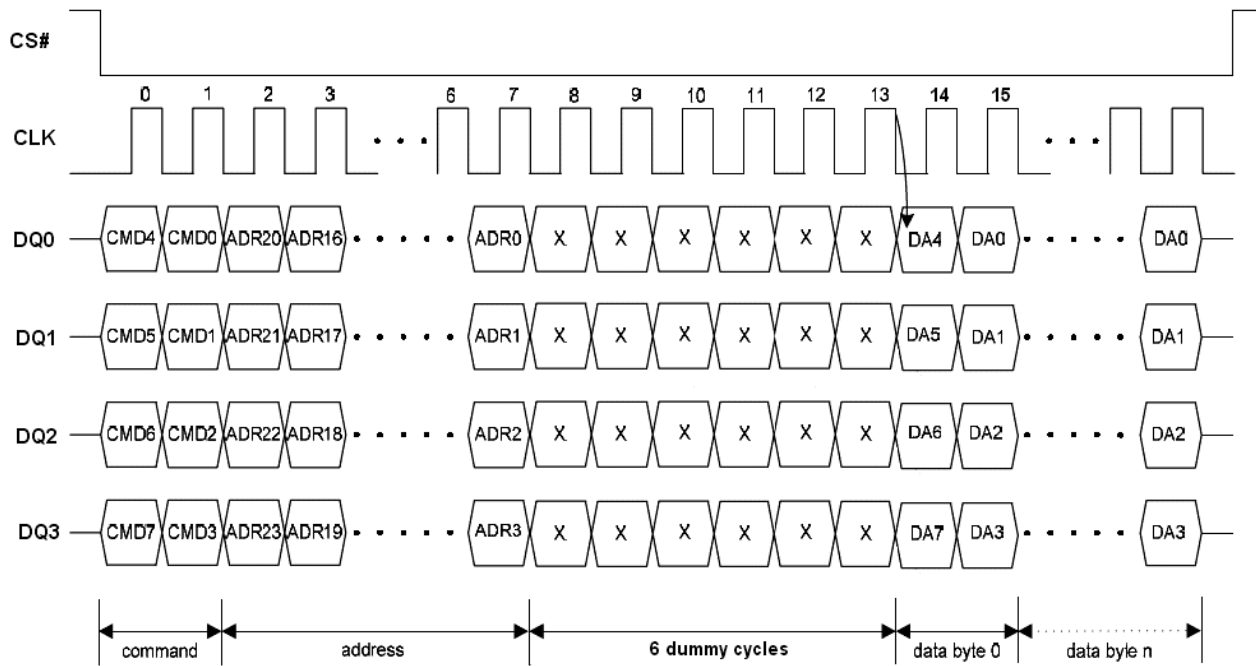 CS#
0 1 2 3 6 7 8 9 10 11 12 13 14 15
CLK
DQ0 CMD4 CMD0 ADR20 ADR16 ADR0 X X X X X X DA4 DA0 DA0
DQ1 CMD5 CMD1 ADR21 ADR17 ADR1 X X X X X X DA5 DA1 DA1
DQ2 CMD6 CMD2 ADR22 ADR18 ADR2 X X X X X X DA6 DA2 DA2
DQ3 CMD7 CMD3 ADR23 ADR19 ADR3 X X X X X X DA7 DA3 DA3
command address 6 dummy cycles data byte 0 data byte n